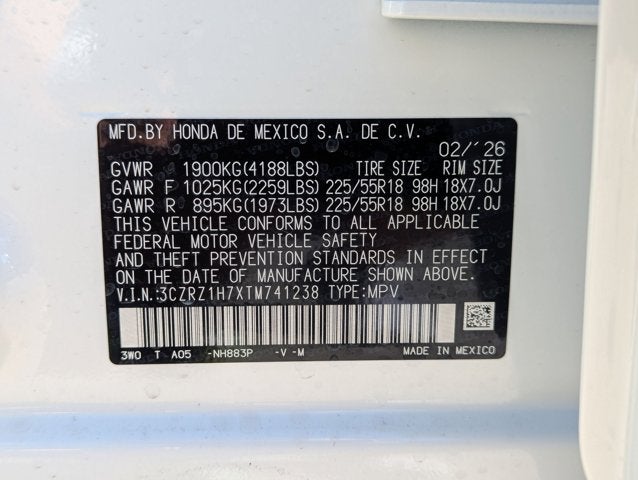 MFD.BY HONDA DE MEXICO S.A. DE C.V.
02/'26
GVWR 1900KG(4188LBS) TIRE SIZE RIM SIZE
GAWR F 1025KG(2259LBS) 225/55R18 98H 18X7.0J
GAWR R 895KG(1973LBS) 225/55R18 98H 18X7.0J
THIS VEHICLE CONFORMS TO ALL APPLICABLE
FEDERAL MOTOR VEHICLE SAFETY
AND THEFT PREVENTION STANDARDS IN EFFECT
ON THE DATE OF MANUFACTURE SHOWN ABOVE.
V.I.N.:3CZRZ1H7XTM741238 TYPE:MPV
3W0 T A05 -NH883P -V -M MADE IN MEXICO